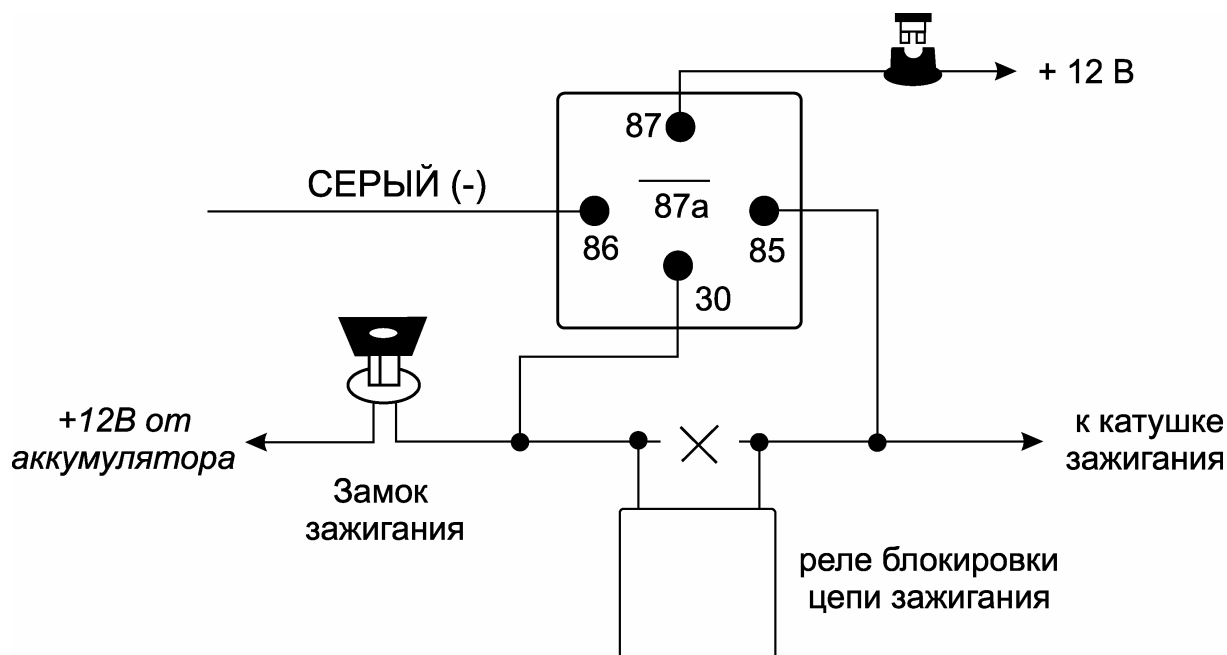 + 12 В
87
СЕРЫЙ (-)
87а
86
85
30
+12В от
аккумулятора
Замок
зажигания
к катушке
зажигания
реле блокировки
цепи зажигания